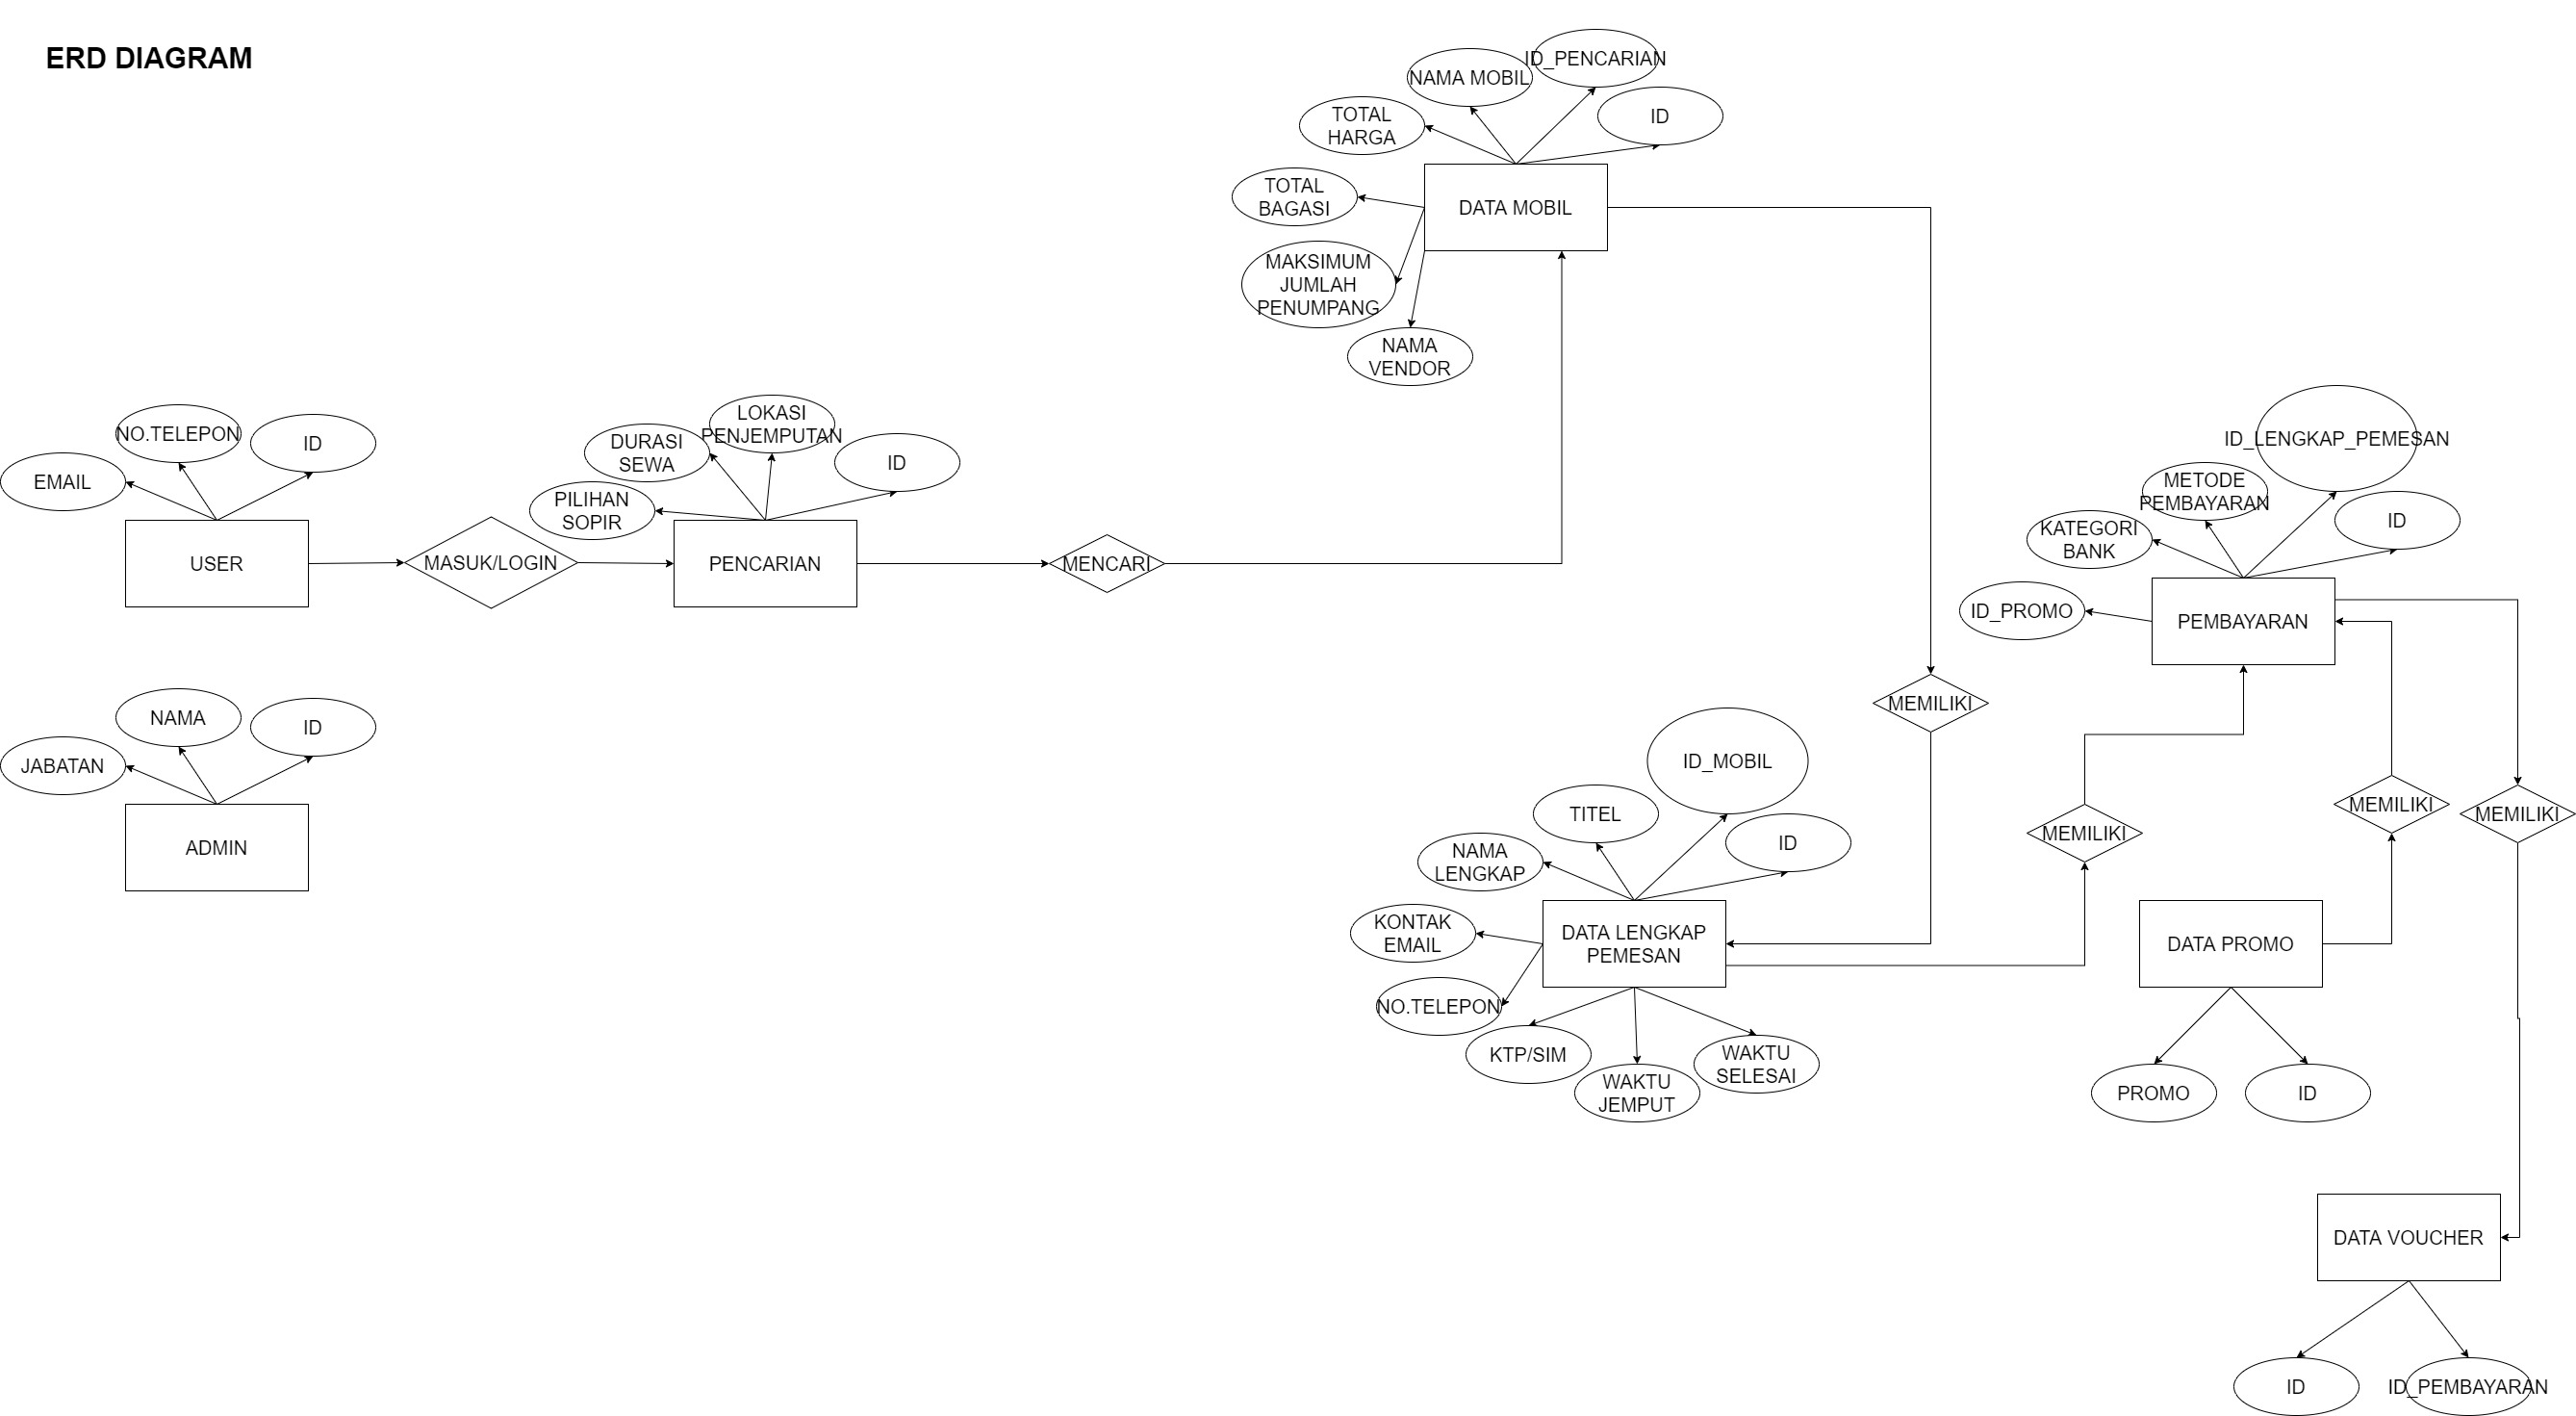 ERD DIAGRAM
ID_PENCARIAN
NAMA MOBIL
TOTAL
HARGA
ID
TOTAL
BAGASI
DATA MOBIL
MAKSIMUM
JUMLAH
PENUMPANG
NAMA
VENDOR
NO.TELEPON
ID
EMAIL
USER
MASUK/LOGIN
LOKASI
PENJEMPUTAN
DURASI
SEWA
ID
PILIHAN
SOPIR
PENCARIAN
MENCARI
ID_LENGKAP_PEMESAN
METODE
PEMBAYARAN
ID
KATEGORI
BANK
ID_PROMO
PEMBAYARAN
NAMA
ID
JABATAN
ADMIN
MEMILIKI
ID_MOBIL
TITEL
ID
NAMA
LENGKAP
KONTAK
EMAIL
DATA LENGKAP
PEMESAN
NO.TELEPON
KTP/SIM
WAKTU
JEMPUT
WAKTU
SELESAI
MEMILIKI
MEMILIKI
MEMILIKI
DATA PROMO
PROMO
ID
DATA VOUCHER
ID
ID_PEMBAYARAN